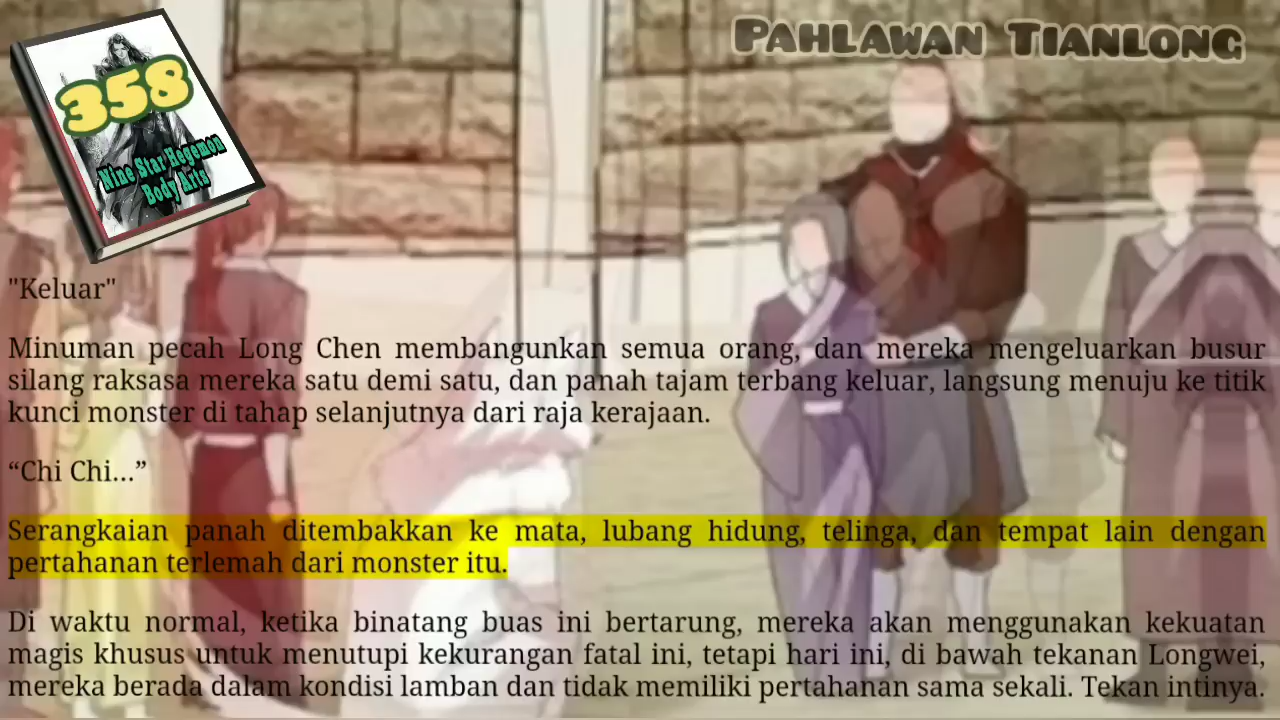 PAHLAWAN TIANLONG
358
Nine Star Hegemon
Body Arts
"Keluar"
Minuman pecah Long Chen membangunkan semua orang, dan mereka mengeluarkan busur
silang raksasa mereka satu demi satu, dan panah tajam terbang keluar, langsung menuju ke titik
kunci monster di tahap selanjutnya dari raja kerajaan.
“Chi Chi...”
Serangkaian panah ditembakkan ke mata, lubang hidung, telinga, dan tempat lain dengan
pertahanan terlemah dari monster itu.
Di waktu normal, ketika binatang buas ini bertarung, mereka akan menggunakan kekuatan
magis khusus untuk menutupi kekurangan fatal ini, tetapi hari ini, di bawah tekanan Longwei,
mereka berada dalam kondisi lamban dan tidak memiliki pertahanan sama sekali. Tekan intinya.